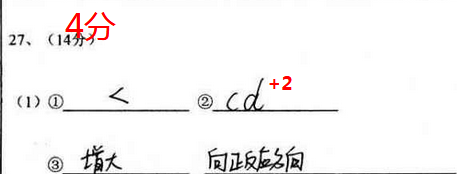 4分
27、（14分）
（1）① < ② cd +2
③ 增大 向正反应方向